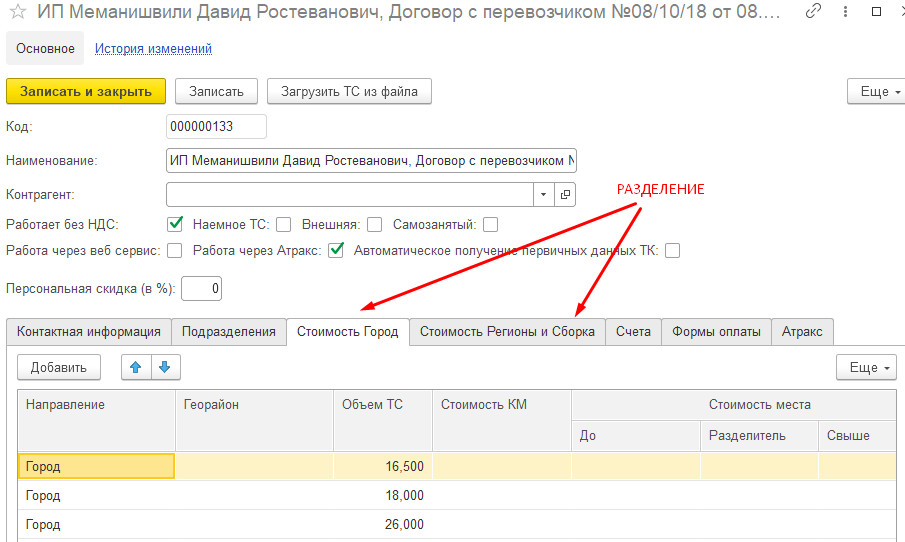 ИП Меманишвили Давид Ростеванович, Договор с перевозчиком №08/10/18 от 08....
Основное История изменений
Записать и закрыть Записать Загрузить ТС из файла Еще
Код: 000000133
Наименование: ИП Меманишвили Давид Ростеванович, Договор с перевозчиком №
Контрагент:
РАЗДЕЛЕНИЕ
Работает без НДС: Наемное ТС: Внешняя: Самозанятый:
Работа через веб сервис: Работа через Атракс: Автоматическое получение первичных данных ТК:
Персональная скидка (в %): 0
Контактная информация Подразделения Стоимость Город Стоимость Регионы и Сборка Счета Формы оплаты Атракс
Добавить Еще
Направление Георайон Объем ТС Стоимость КМ Стоимость места
До Разделитель Свыше
Город 16,500
Город 18,000
Город 26,000